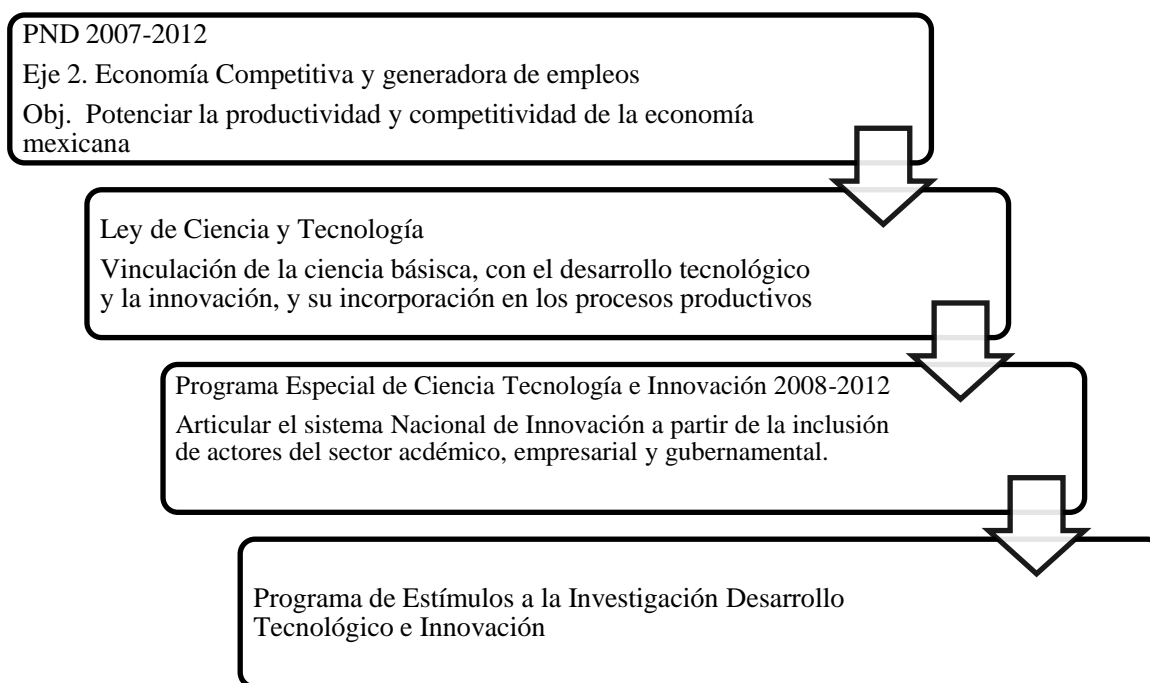 PND 2007-2012
Eje 2. Economía Competitiva y generadora de empleos
Obj. Potenciar la productividad y competitividad de la economía
mexicana
Ley de Ciencia y Tecnología
Vinculación de la ciencia básisca, con el desarrollo tecnológico
y la innovación, y su incorporación en los procesos productivos
Programa Especial de Ciencia Tecnología e Innovación 2008-2012
Articular el sistema Nacional de Innovación a partir de la inclusión
de actores del sector acdémico, empresarial y gubernamental.
Programa de Estímulos a la Investigación Desarrollo
Tecnológico e Innovación